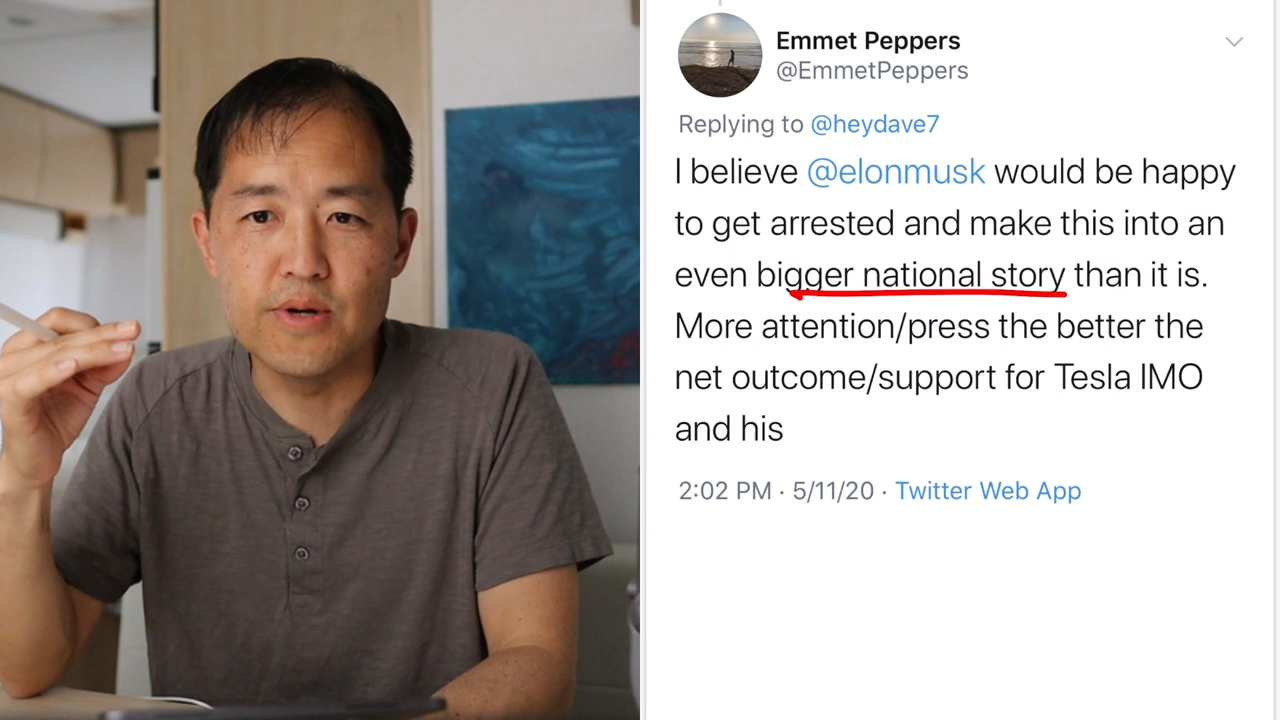 Emmet Peppers
@EmmetPeppers
Replying to @heydave7
I believe @elonmusk would be happy
to get arrested and make this into an
even bigger national story than it is.
More attention/press the better the
net outcome/support for Tesla IMO
and his
2:02 PM · 5/11/20 · Twitter Web App